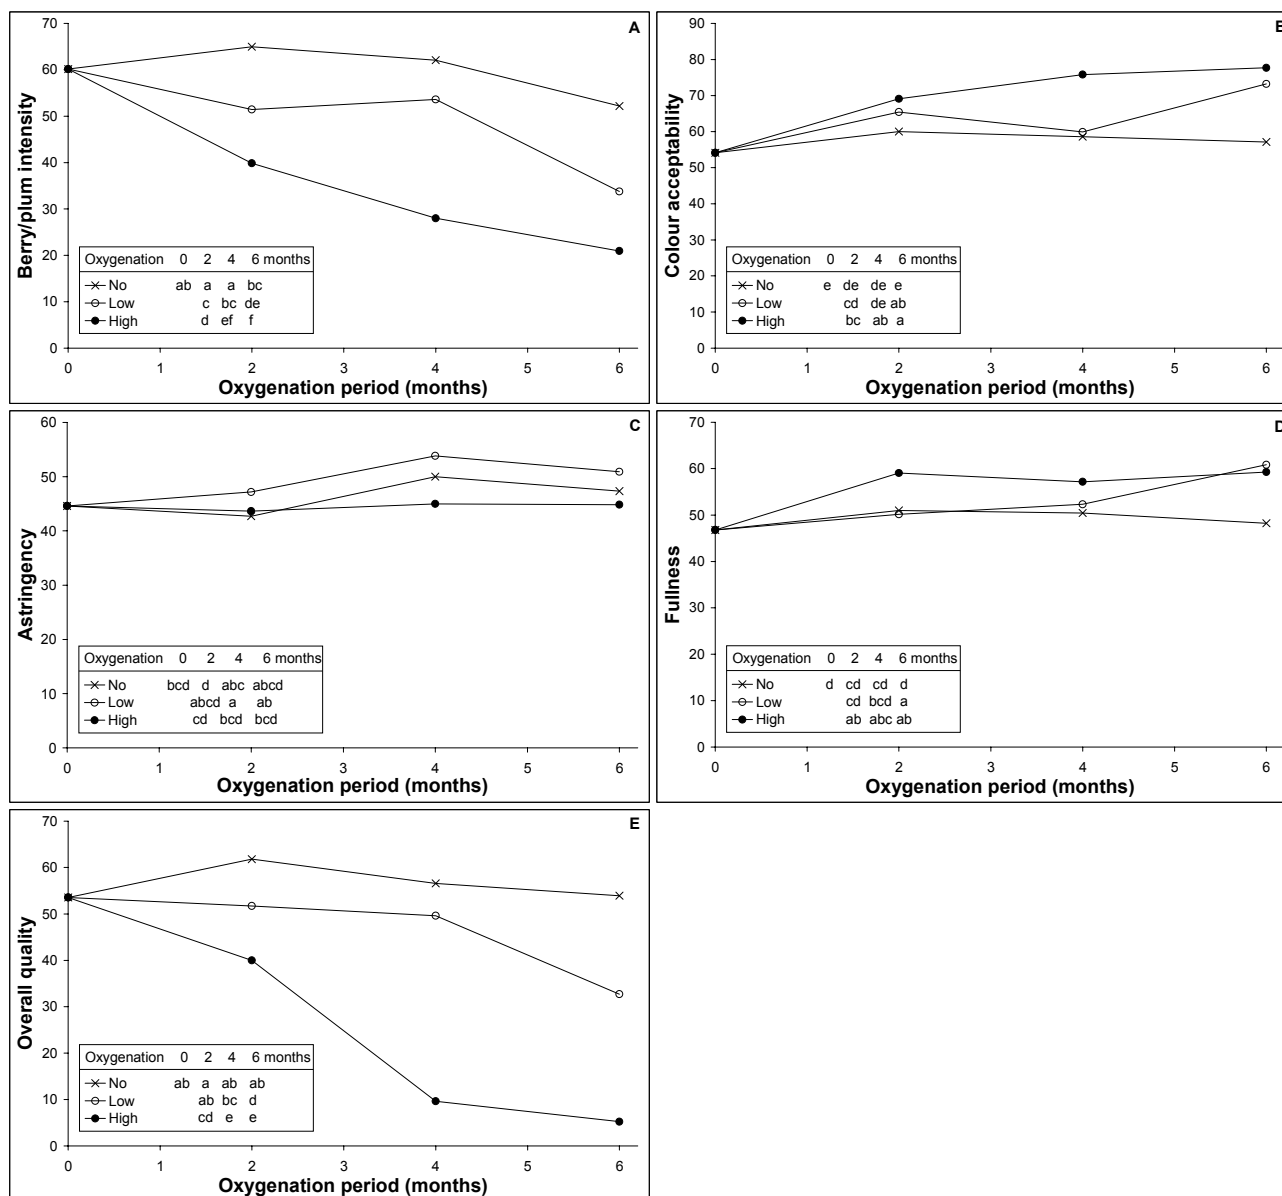 A
Berry/plum intensity
70
60
50
40
30
20
10
0
Oxygenation 0 2 4 6 months
No ab a a bc
Low c bc de
High d ef f
0 1 2 3 4 5 6
Oxygenation period (months)
B
Colour acceptability
90
80
70
60
50
40
30
20
10
0
Oxygenation 0 2 4 6 months
No e de de e
Low cd de ab
High bc ab a
0 1 2 3 4 5 6
Oxygenation period (months)
C
Astringency
60
50
40
30
20
10
0
Oxygenation 0 2 4 6 months
No bcd d abc abcd
Low abcd a ab
High cd bcd bcd
0 1 2 3 4 5 6
Oxygenation period (months)
D
Fullness
70
60
50
40
30
20
10
0
Oxygenation 0 2 4 6 months
No d cd cd d
Low cd bcd a
High ab abc ab
0 1 2 3 4 5 6
Oxygenation period (months)
E
Overall quality
70
60
50
40
30
20
10
0
Oxygenation 0 2 4 6 months
No ab a ab ab
Low ab bc d
High cd e e
0 1 2 3 4 5 6
Oxygenation period (months)